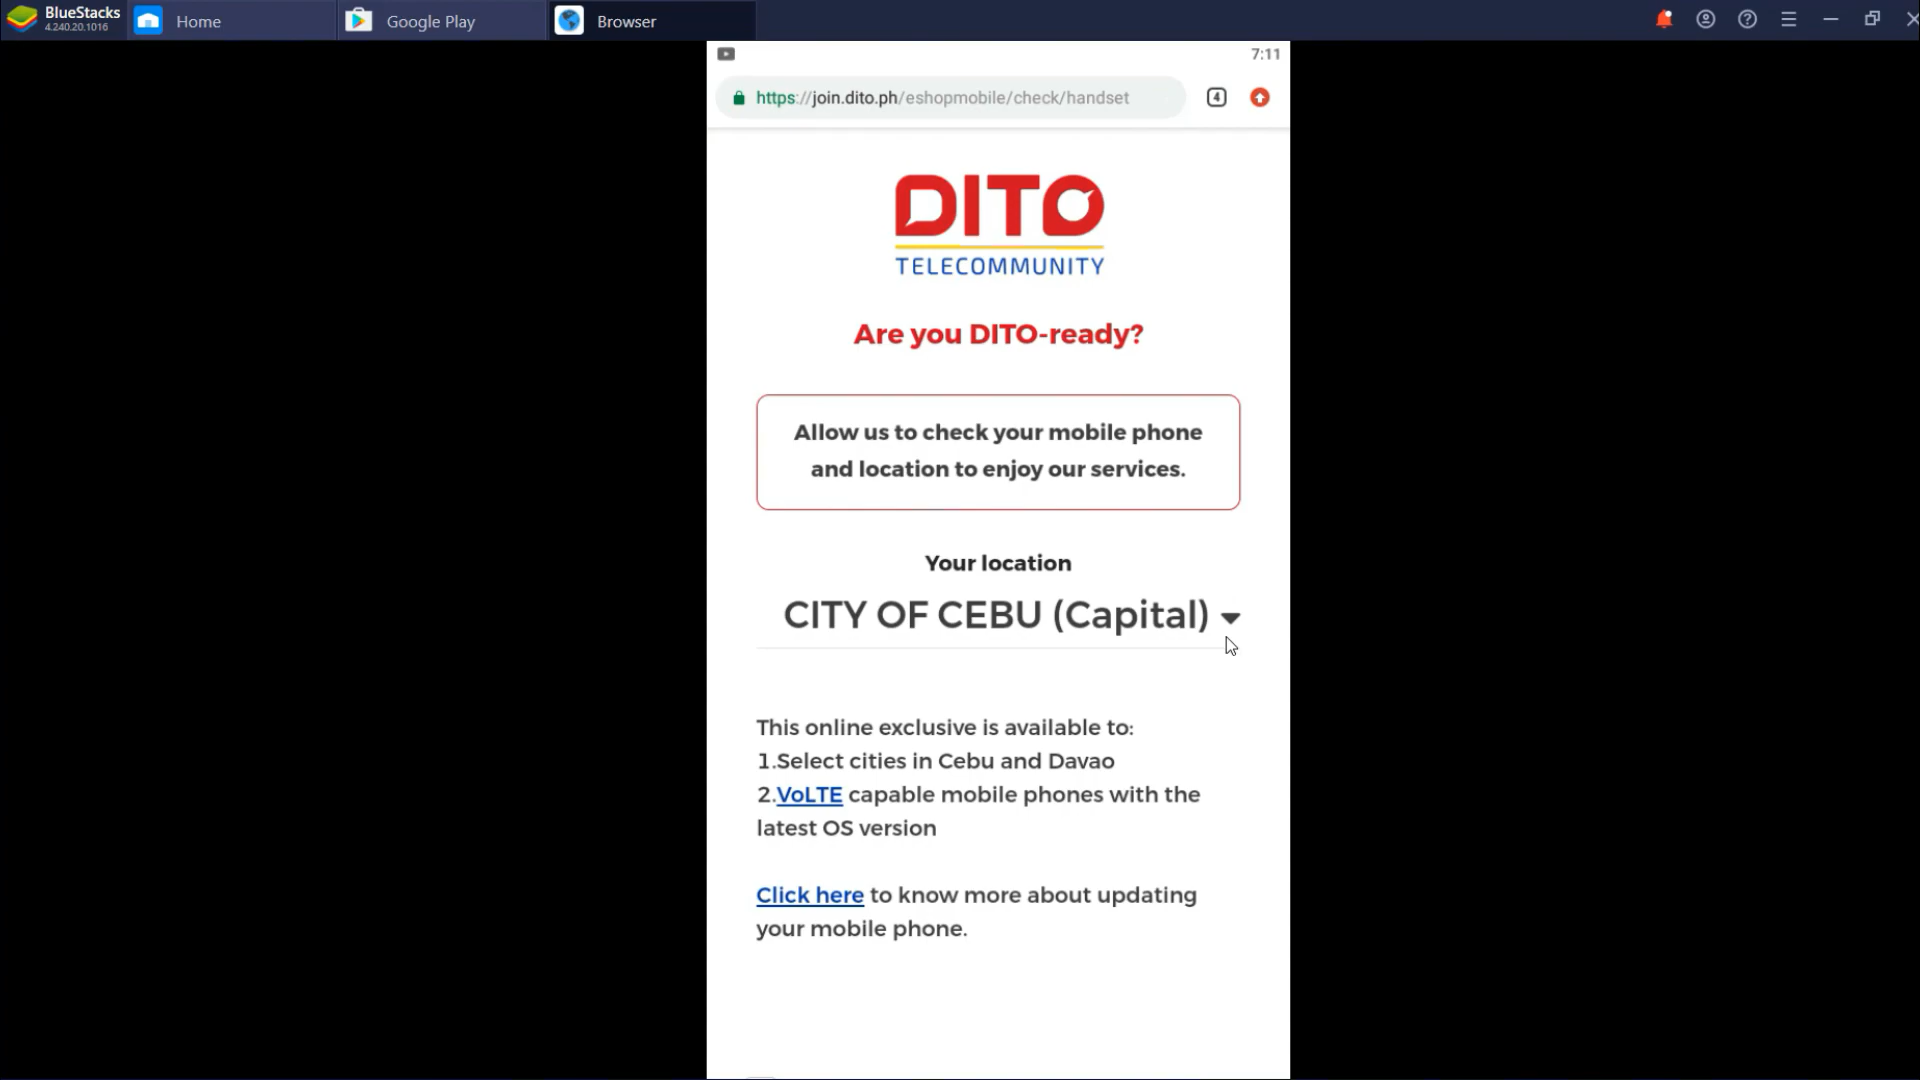 BlueStacks
4.240.20.1016
Home
Google Play
Browser
7:11
https://join.dito.ph/eshopmobile/check/handset
4
DITO
TELECOMMUNITY
Are you DITO-ready?
Allow us to check your mobile phone
and location to enjoy our services.
Your location
CITY OF CEBU (Capital)
This online exclusive is available to:
1.Select cities in Cebu and Davao
2.VoLTE capable mobile phones with the
latest OS version
Click here to know more about updating
your mobile phone.